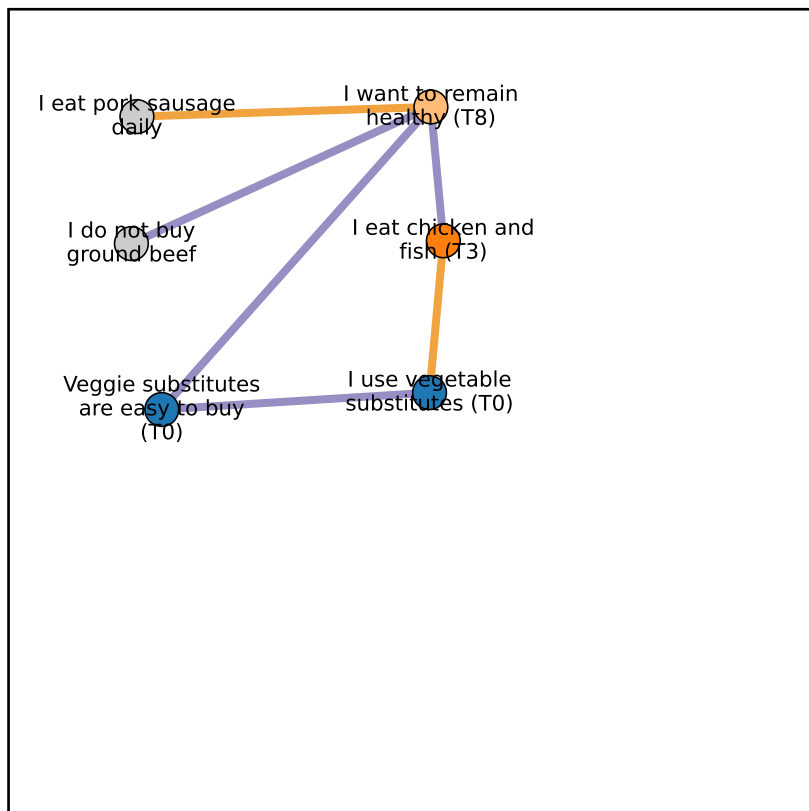 I eat pork sausage
daily
I want to remain
healthy (T8)
I do not buy
ground beef
I eat chicken and
fish (T3)
Veggie substitutes
are easy to buy
(T0)
I use vegetable
substitutes (T0)